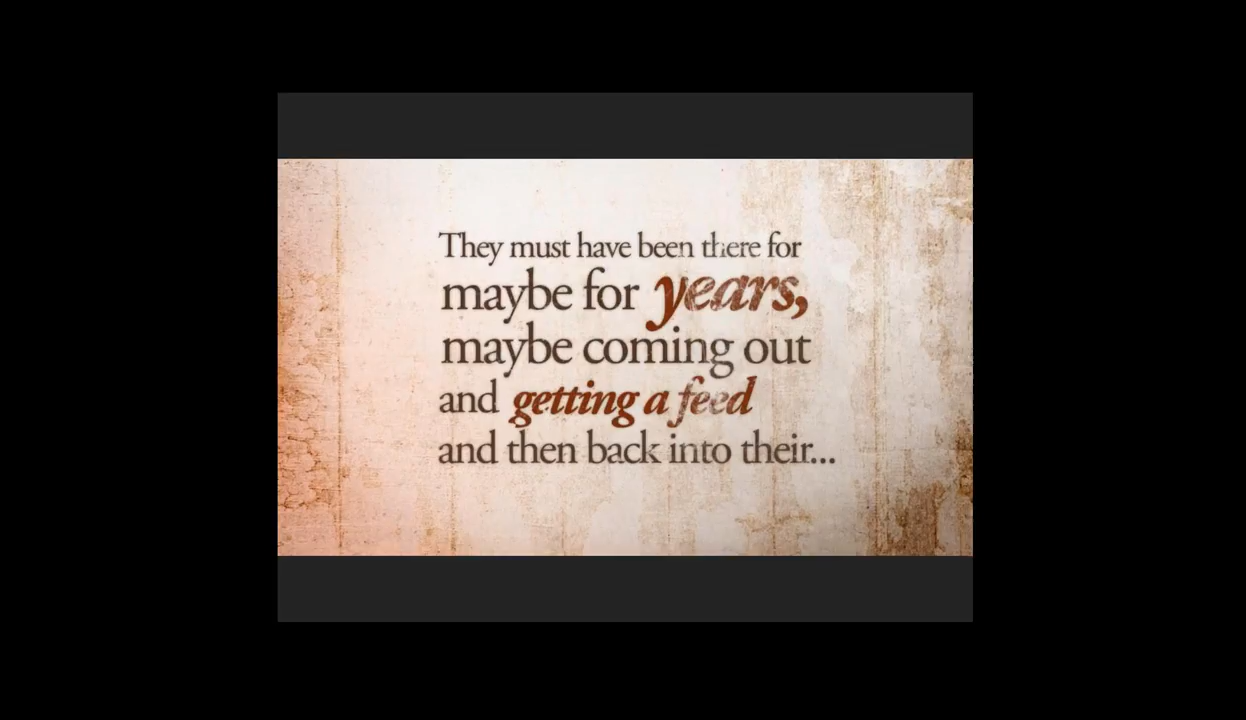 They must have been there for
maybe for years,
maybe coming out
and getting a feed
and then back into their...